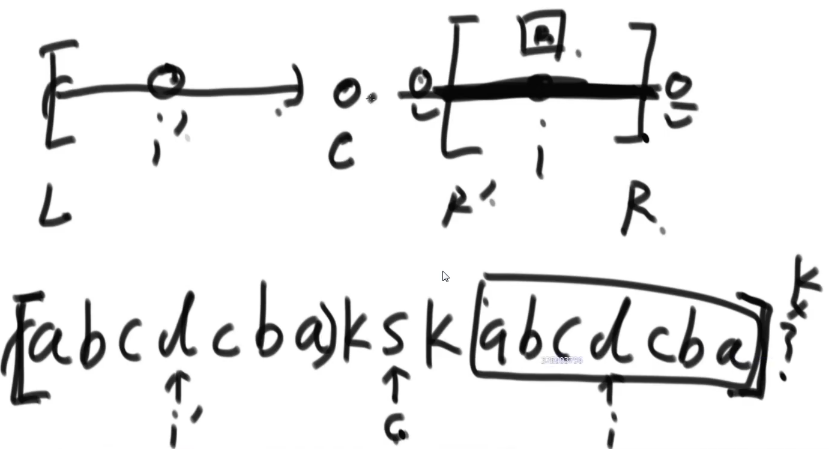 [ ( ) [ R ]
i' C i
L R' R
K
[(abcdcba)ksk(abcdcba)] ?
i' C i